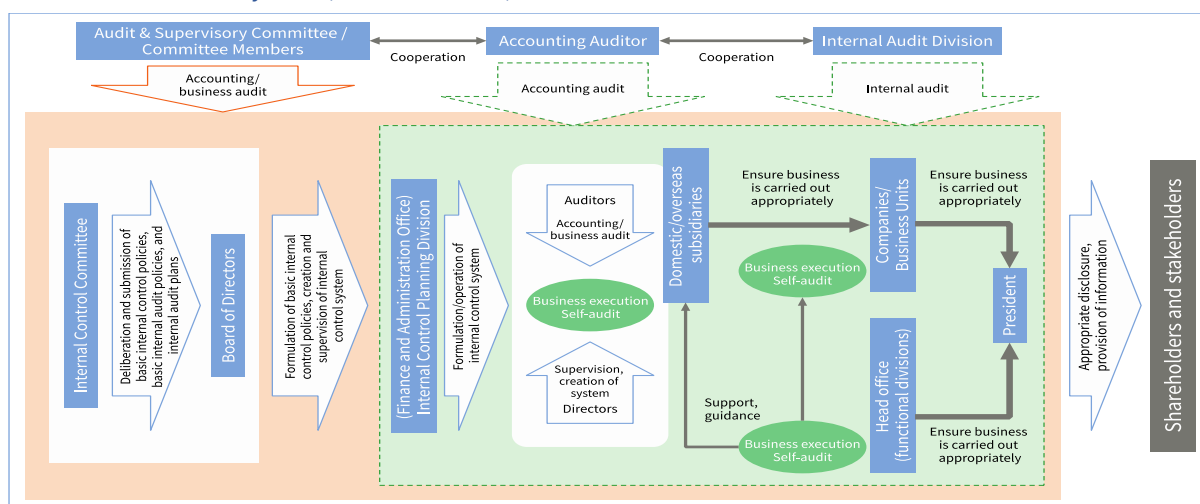 Audit & Supervisory Committee /
Committee Members
Cooperation
Accounting Auditor
Cooperation
Internal Audit Division
Accounting/
business audit
Accounting audit
Internal audit
Internal Control Committee
Deliberation and submission of
basic internal control policies,
basic internal audit policies, and
internal audit plans
Board of Directors
Formulation of basic internal
control policies, creation and
supervision of internal
control system
(Finance and Administration Office)
Internal Control Planning Division
Formulation/operation of
internal control system
Auditors
Accounting/
business audit
Business execution
Self-audit
Supervision,
creation of
system
Directors
Domestic/overseas
subsidiaries
Ensure business
is carried out
appropriately
Business execution
Self-audit
Support,
guidance
Business execution
Self-audit
Companies/
Business Units
Head office
(functional divisions)
Ensure business
is carried out
appropriately
President
Ensure business
is carried out
appropriately
Appropriate disclosure,
provision of information
Shareholders and stakeholders